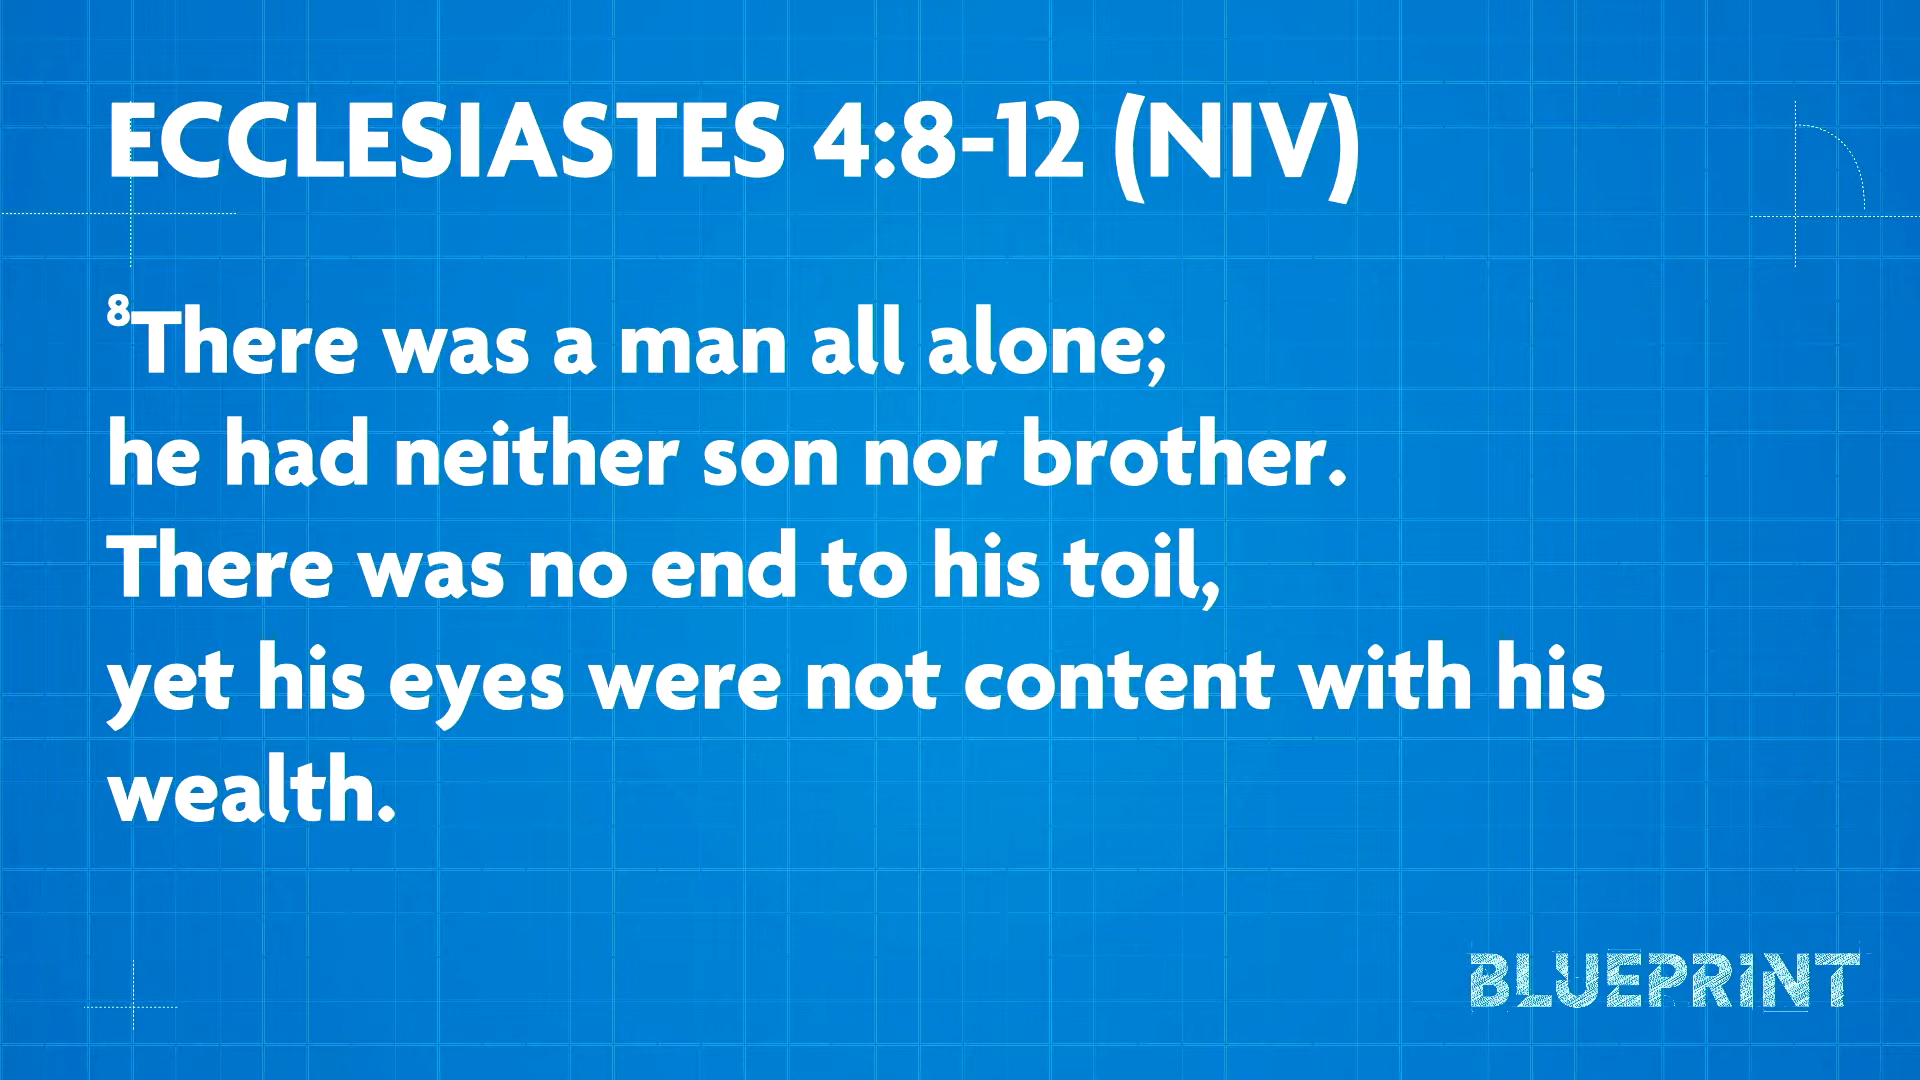 ECCLESIASTES 4:8-12 (NIV)
⁸There was a man all alone;
he had neither son nor brother.
There was no end to his toil,
yet his eyes were not content with his
wealth.
BLUEPRINT